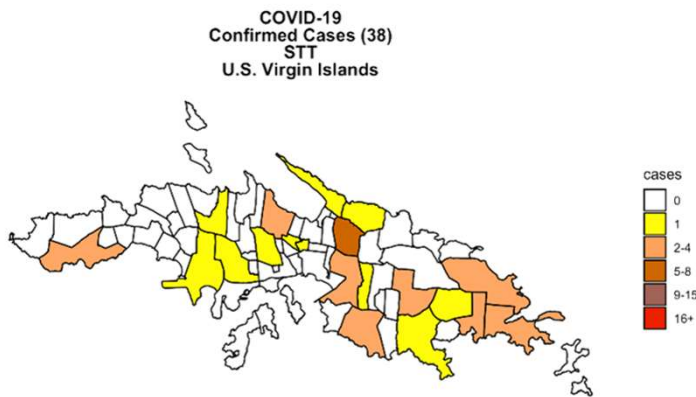 COVID-19
Confirmed Cases (38)
STT
U.S. Virgin Islands
cases
0
1
2-4
5-8
9-15
16+